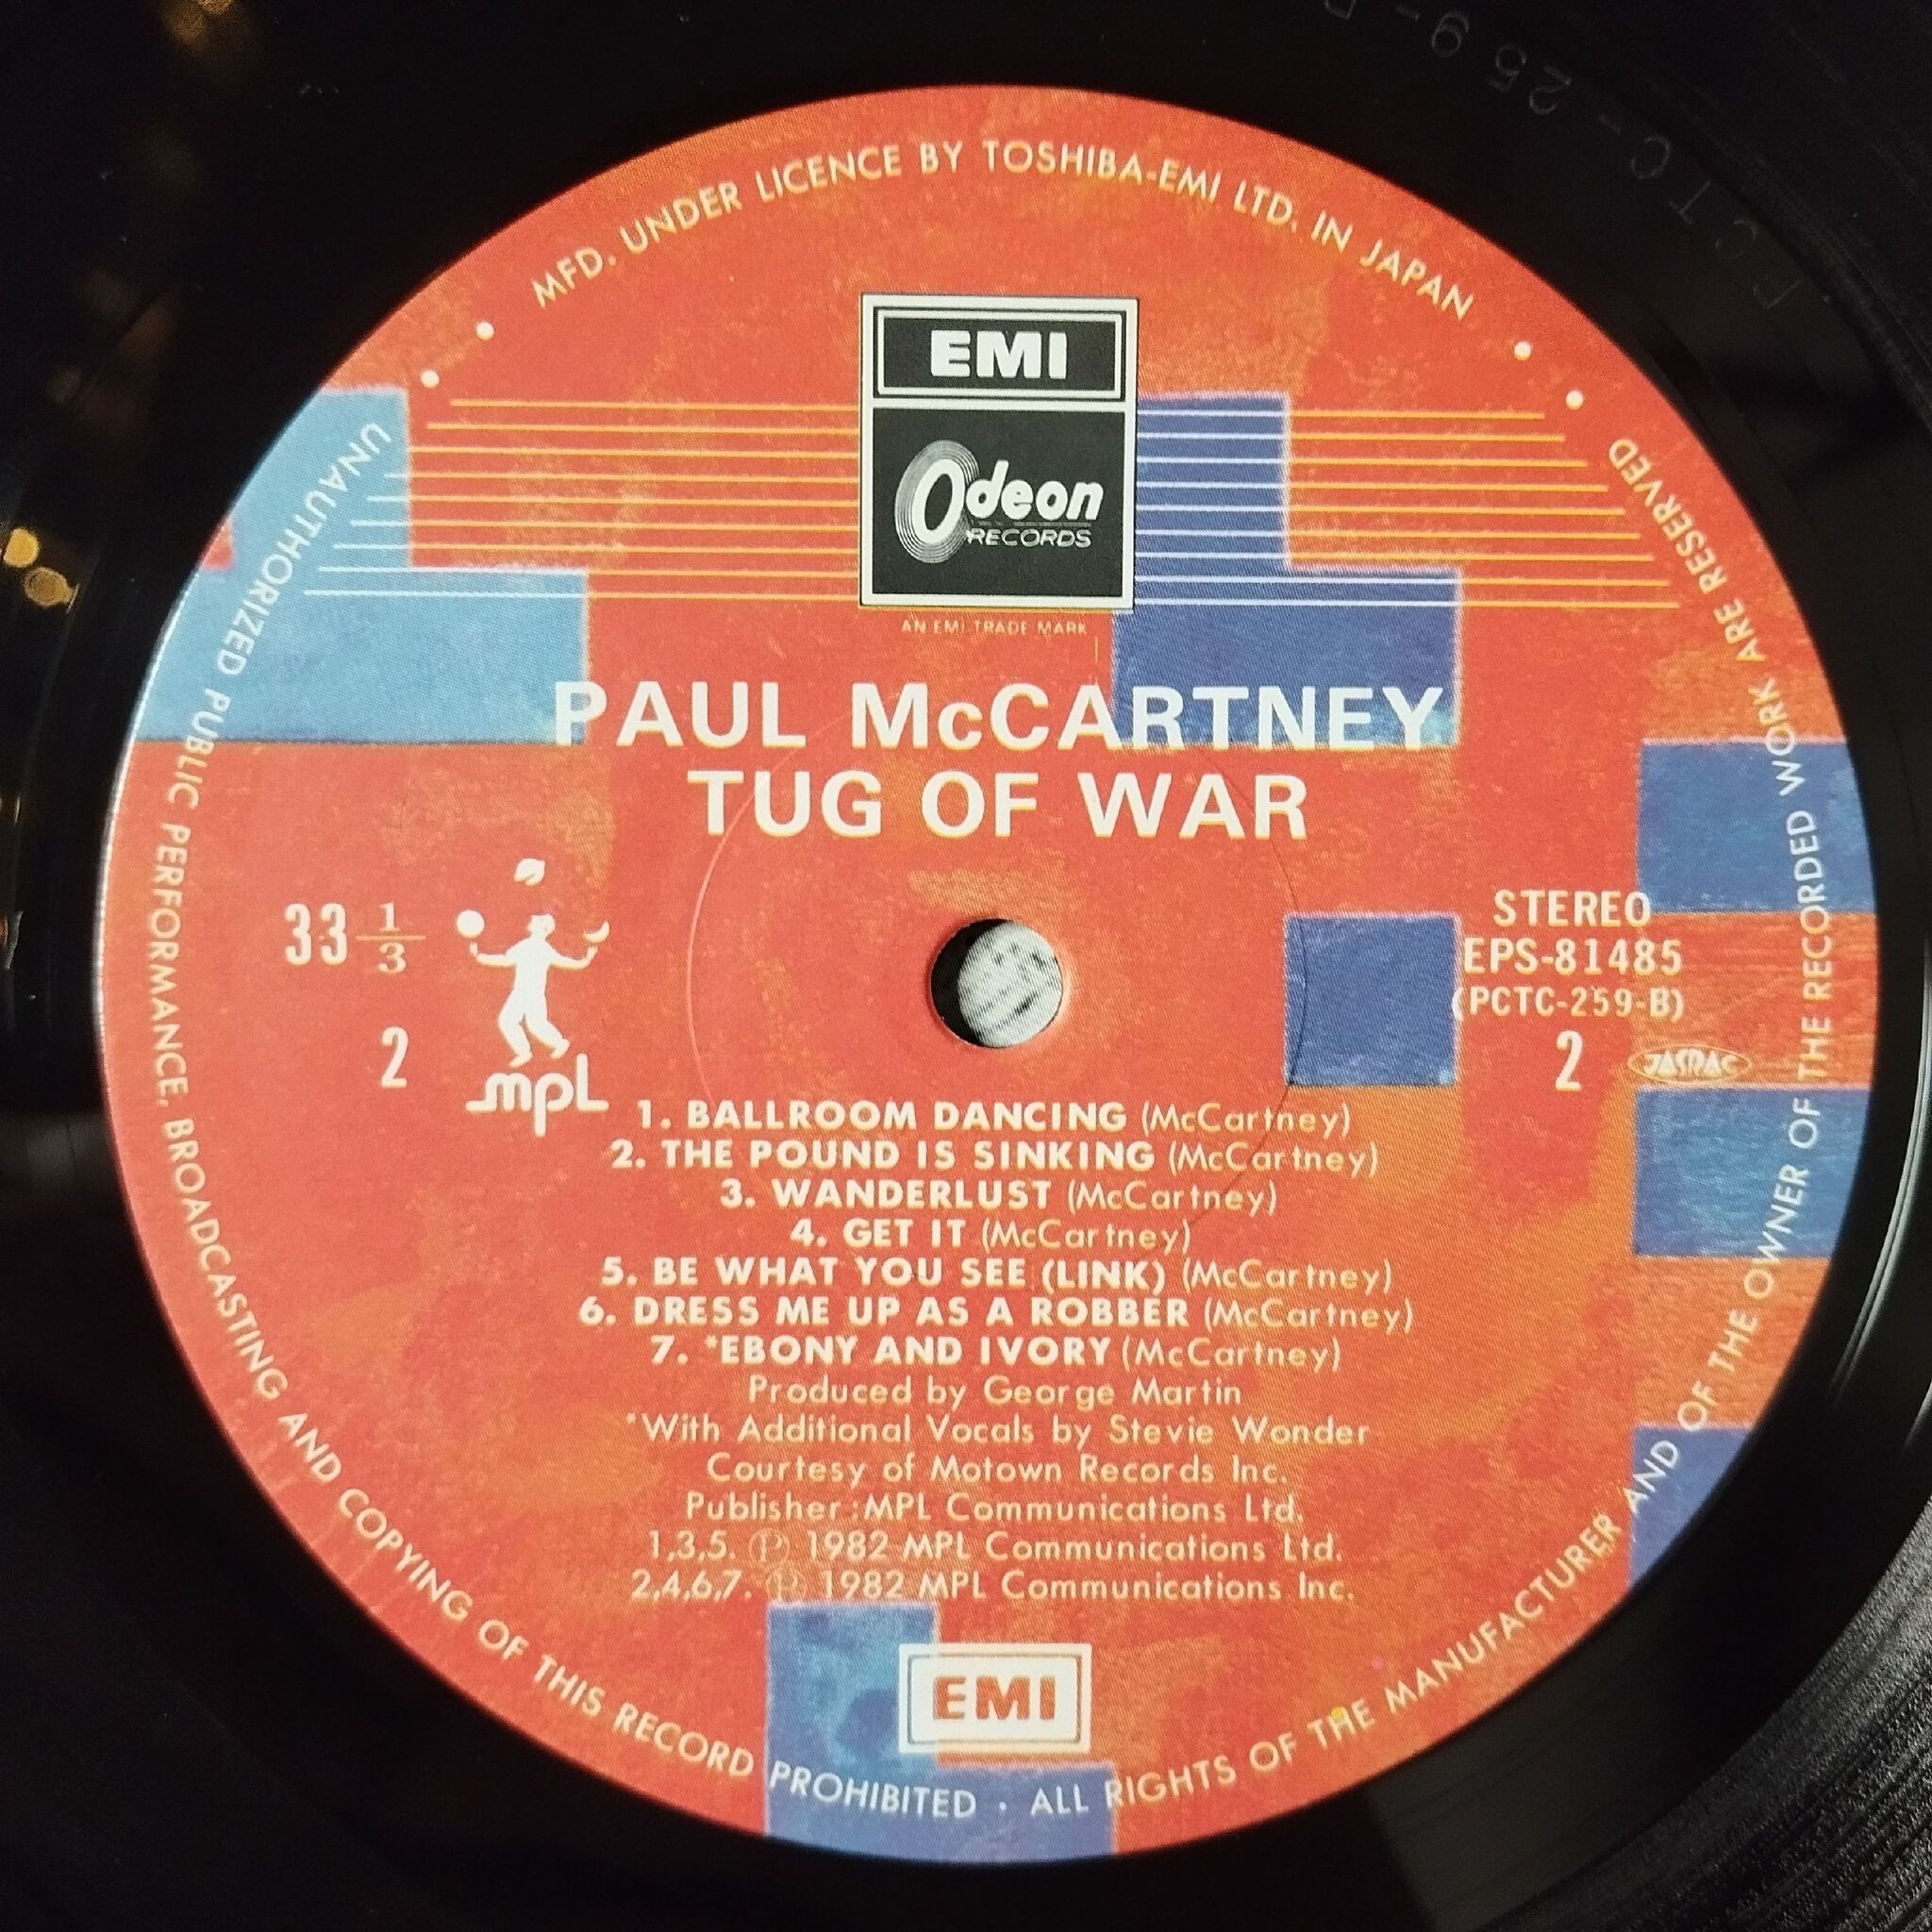 PCTC-259-B
MFD. UNDER LICENCE BY TOSHIBA-EMI LTD. IN JAPAN
EMI
Odeon
RECORDS
AN EMI TRADE MARK
PAUL McCARTNEY
TUG OF WAR
33 1/3
2
mpl
STEREO
EPS-81485
(PCTC-259-B)
2
JASRAC
1. BALLROOM DANCING (McCartney)
2. THE POUND IS SINKING (McCartney)
3. WANDERLUST (McCartney)
4. GET IT (McCartney)
5. BE WHAT YOU SEE (LINK) (McCartney)
6. DRESS ME UP AS A ROBBER (McCartney)
7. *EBONY AND IVORY (McCartney)
Produced by George Martin
*With Additional Vocals by Stevie Wonder
Courtesy of Motown Records Inc.
Publisher:MPL Communications Ltd.
1,3,5. Ⓟ 1982 MPL Communications Ltd.
2,4,6,7. Ⓟ 1982 MPL Communications Inc.
EMI
UNAUTHORIZED PUBLIC PERFORMANCE, BROADCASTING AND COPYING OF THIS RECORD PROHIBITED · ALL RIGHTS OF THE MANUFACTURER AND OF THE OWNER OF THE RECORDED WORK ARE RESERVED